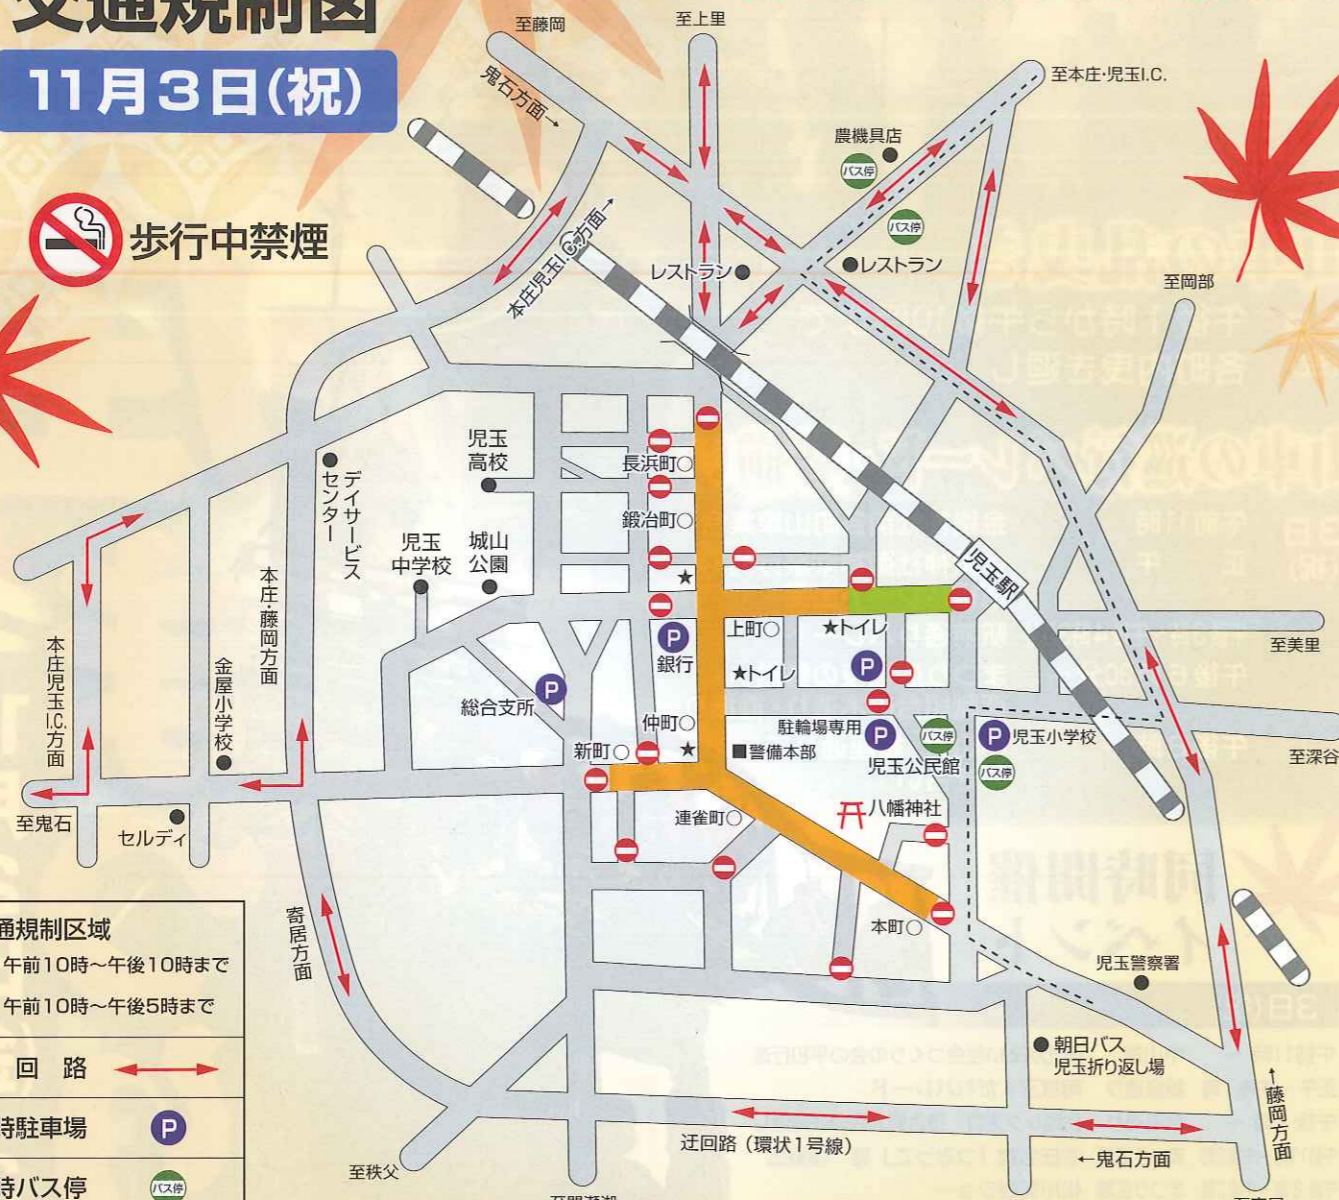 交通規制図
11月3日(祝)
歩行中禁煙
至藤岡
至上里
至本庄・児玉I.C.
鬼石方面→
農機具店
バス停
バス停
本庄児玉I.C.方面→
レストラン
レストラン
至岡部
児玉
高校
長浜町
デイサービス
センター
鍛冶町
児玉
中学校
城山
公園
児玉駅
本庄・藤岡方面
上町
★トイレ
至美里
P
銀行
P
本庄児玉I.C.方面
金屋小学校
★トイレ
総合支所
P
仲町
駐輪場専用
P
バス停
P
児玉小学校
新町
★
■警備本部
児玉公民館
バス停
至深谷
至鬼石
セルディ
連雀町
八幡神社
通規制区域
午前10時～午後10時まで
午前10時～午後5時まで
寄居方面
本町
児玉警察署
回路
朝日バス
児玉折り返し場
時駐車場
P
迂回路（環状1号線）
←鬼石方面
←藤岡方面
至秩父
時バス停
バス停